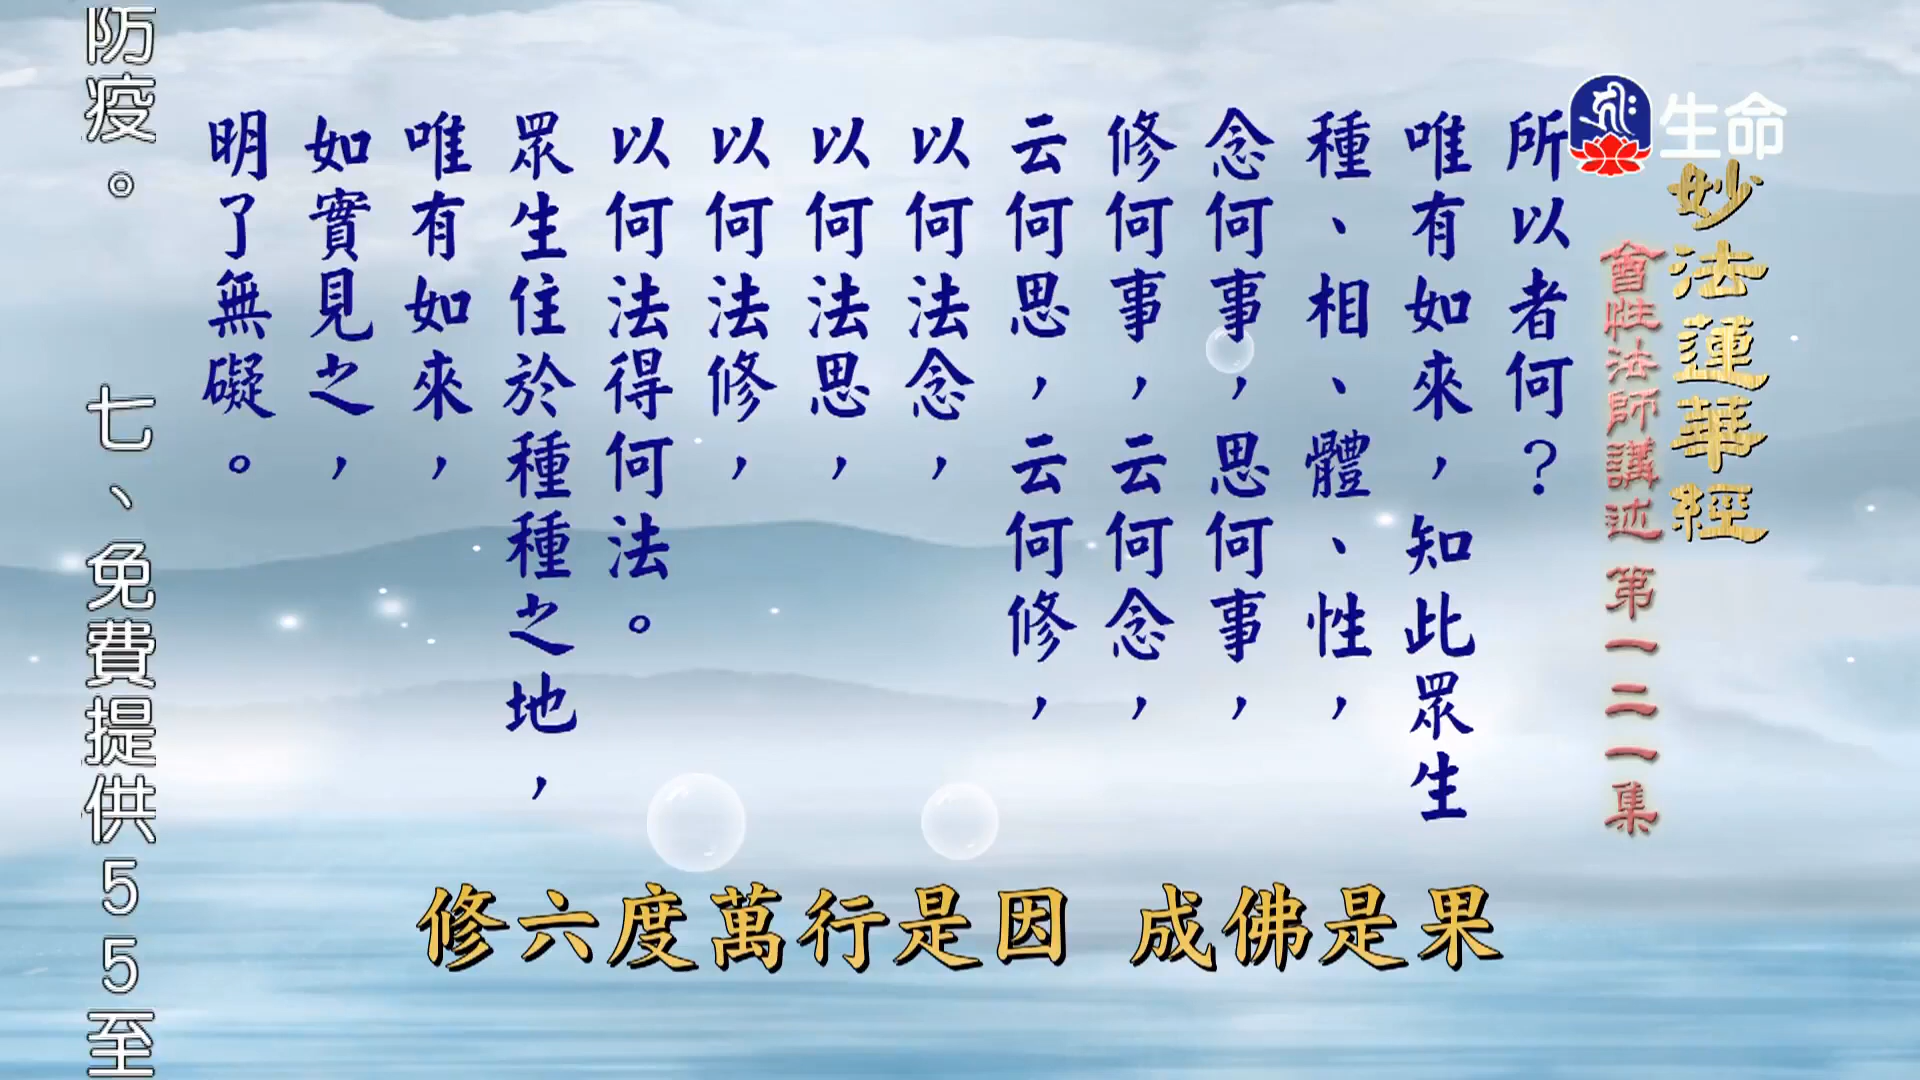 生命
妙法蓮華經
會性法師講述 第一二一集
所以者何？
唯有如來，知此眾生
種、相、體、性，
念何事，思何事，
修何事，云何念，
云何思，云何修，
以何法念，
以何法思，
以何法修，
以何法得何法。
眾生住於種種之地，
唯有如來，
如實見之，
明了無礙。
防疫。 七、免費提供55至
修六度萬行是因 成佛是果